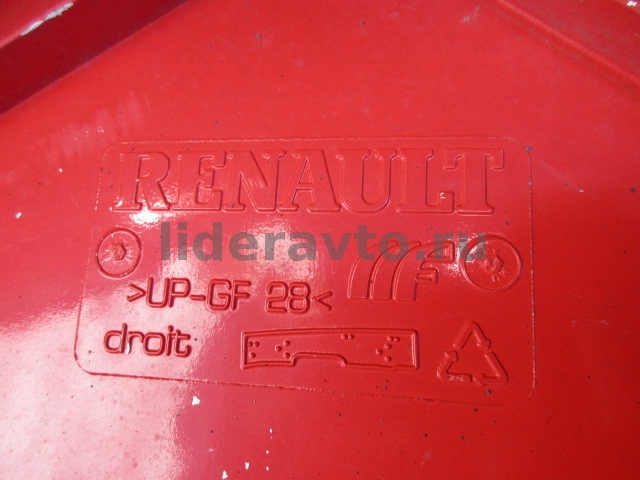 RENAULT
lideravto.ru
>UP-GF 28<
droit